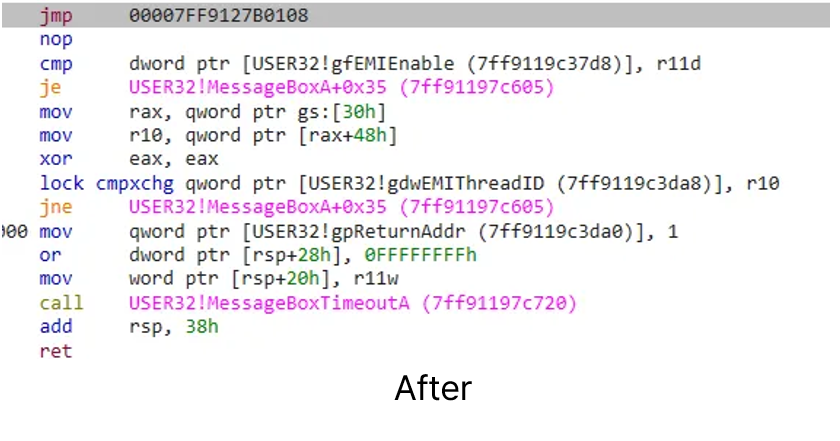 jmp 00007FF9127B0108
nop
cmp dword ptr [USER32!gfEMIEnable (7ff9119c37d8)], r11d
je USER32!MessageBoxA+0x35 (7ff91197c605)
mov rax, qword ptr gs:[30h]
mov r10, qword ptr [rax+48h]
xor eax, eax
lock cmpxchg qword ptr [USER32!gdwEMIThreadID (7ff9119c3da8)], r10
jne USER32!MessageBoxA+0x35 (7ff91197c605)
000 mov qword ptr [USER32!gpReturnAddr (7ff9119c3da0)], 1
or dword ptr [rsp+28h], 0FFFFFFFFh
mov word ptr [rsp+20h], r11w
call USER32!MessageBoxTimeoutA (7ff91197c720)
add rsp, 38h
ret
After